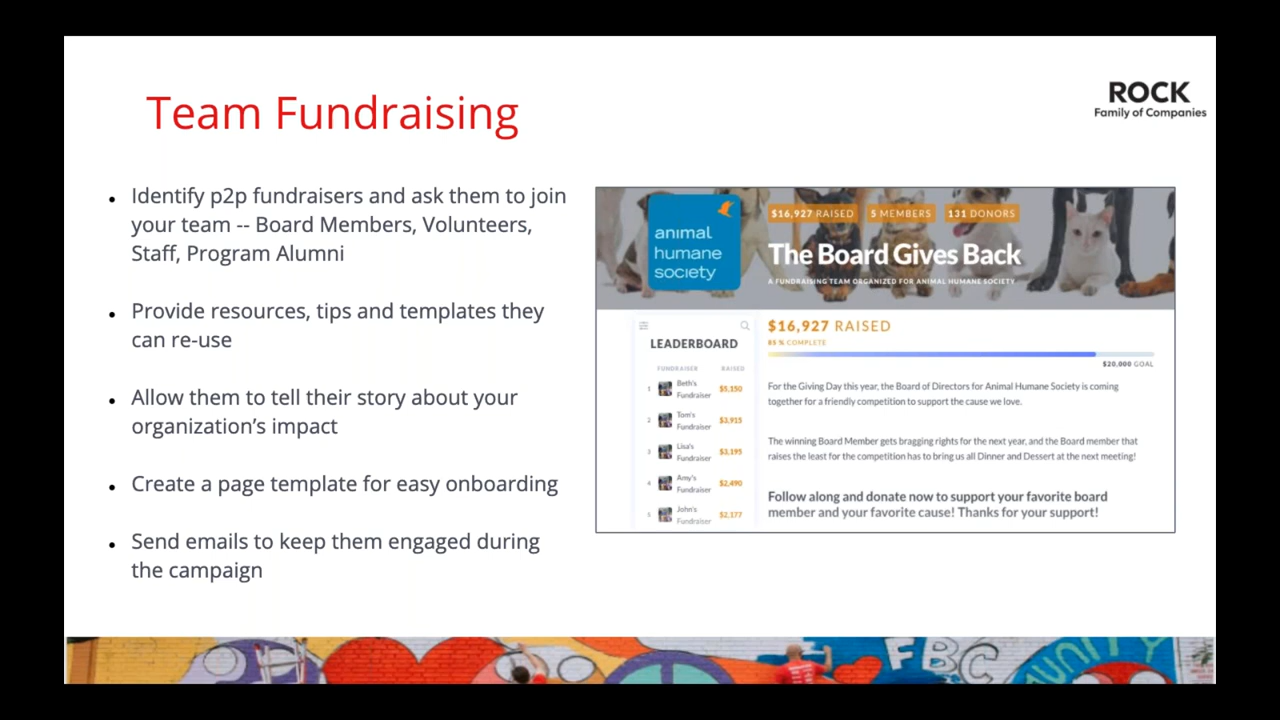 Team Fundraising
ROCK
Family of Companies
Identify p2p fundraisers and ask them to join
your team -- Board Members, Volunteers,
Staff, Program Alumni
Provide resources, tips and templates they
can re-use
Allow them to tell their story about your
organization's impact
Create a page template for easy onboarding
Send emails to keep them engaged during
the campaign
animal
humane
society
$16,927 RAISED 5 MEMBERS 131 DONORS
The Board Gives Back
A FUNDRAISING TEAM ORGANIZED FOR ANIMAL HUMANE SOCIETY
LEADERBOARD
FUNDRAISER RAISED
1 Beth's
Fundraiser $5,150
2 Tom's
Fundraiser $3,915
3 Lisa's
Fundraiser $3,195
4 Amy's
Fundraiser $2,490
5 John's
Fundraiser $2,177
$16,927 RAISED
85 % COMPLETE
$20,000 GOAL
For the Giving Day this year, the Board of Directors for Animal Humane Society is coming
together for a friendly competition to support the cause we love.
The winning Board Member gets bragging rights for the next year, and the Board member that
raises the least for the competition has to bring us all Dinner and Dessert at the next meeting!
Follow along and donate now to support your favorite board
member and your favorite cause! Thanks for your support!
FBC
UNITY